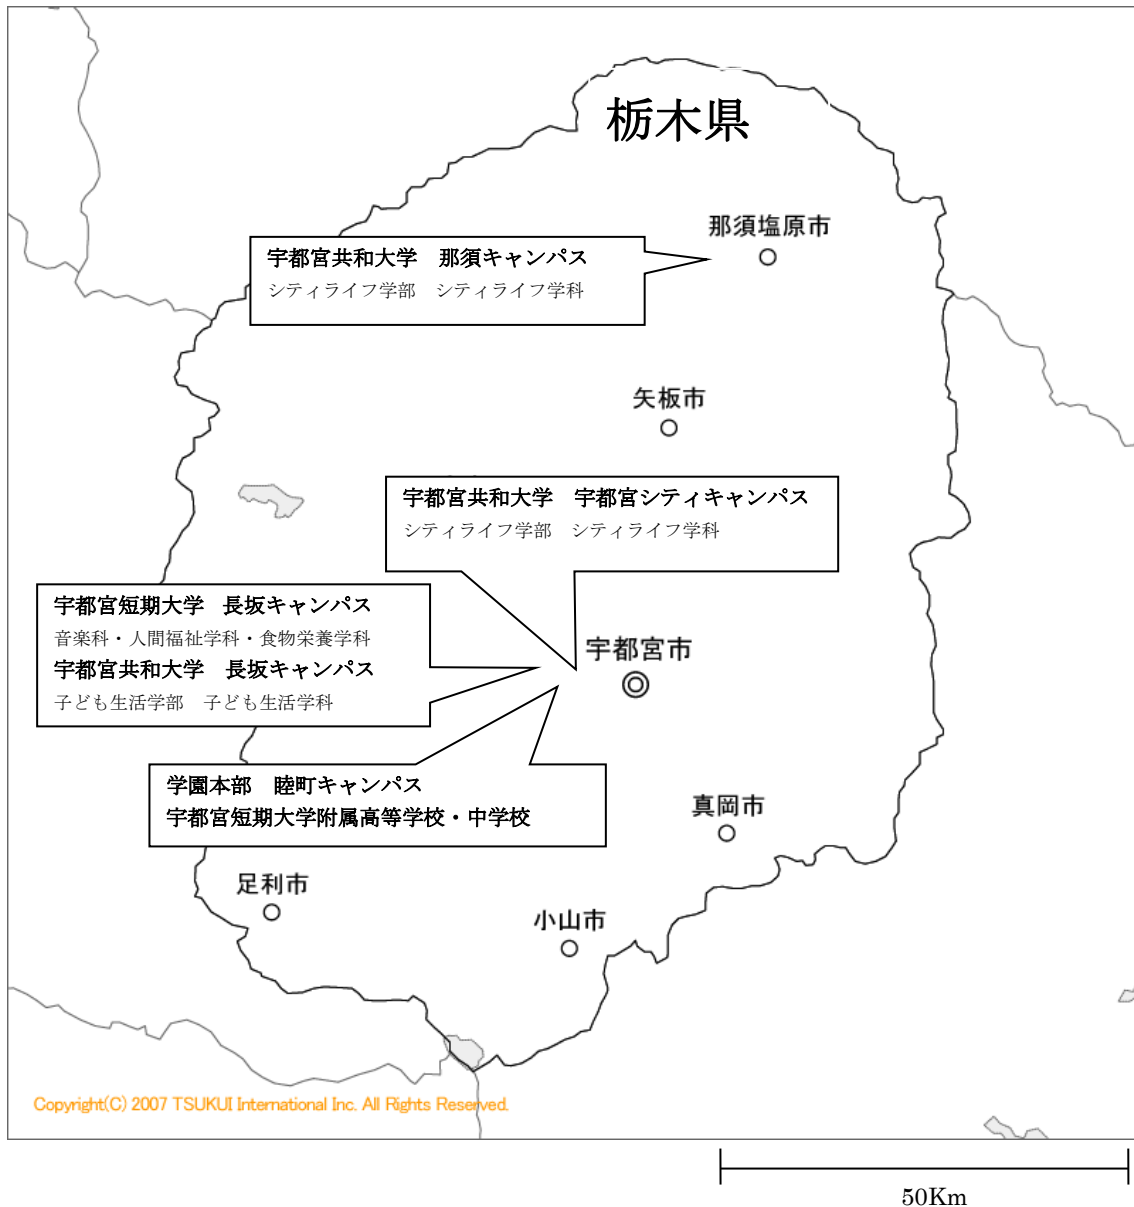 栃木県
那須塩原市
宇都宮共和大学　那須キャンパス
シティライフ学部　シティライフ学科
矢板市
宇都宮共和大学　宇都宮シティキャンパス
シティライフ学部　シティライフ学科
宇都宮短期大学　長坂キャンパス
音楽科・人間福祉学科・食物栄養学科
宇都宮共和大学　長坂キャンパス
子ども生活学部　子ども生活学科
宇都宮市
学園本部　睦町キャンパス
宇都宮短期大学附属高等学校・中学校
真岡市
足利市
小山市
Copyright(C) 2007 TSUKUI International Inc. All Rights Reserved.
50Km